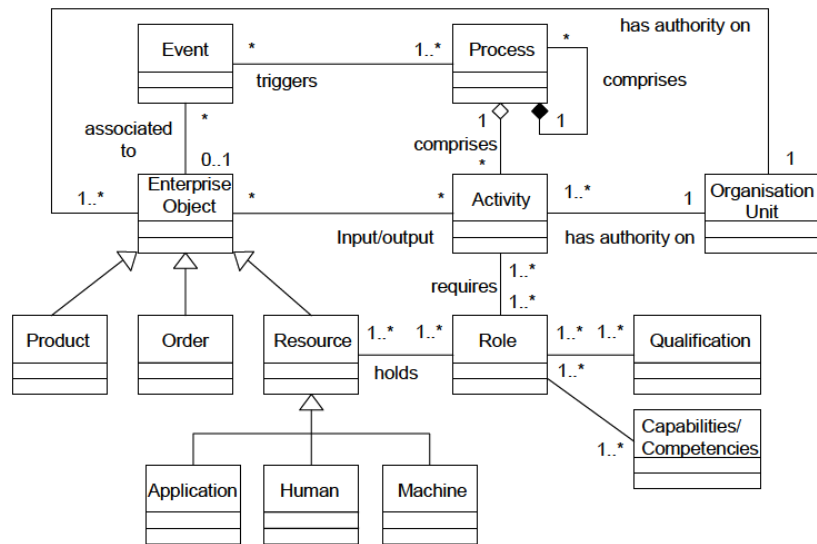 has authority on
Event
*
1..*
Process
*
triggers
comprises
associated
to
*
1
1
comprises
0..1
*
1
1..*
Enterprise
Object
*
*
Activity
1..*
1
Organisation
Unit
Input/output
has authority on
1..*
requires
1..*
Product
Order
Resource
1..*
1..*
Role
1..*
1..*
Qualification
holds
1..*
Capabilities/
Competencies
1..*
Application
Human
Machine